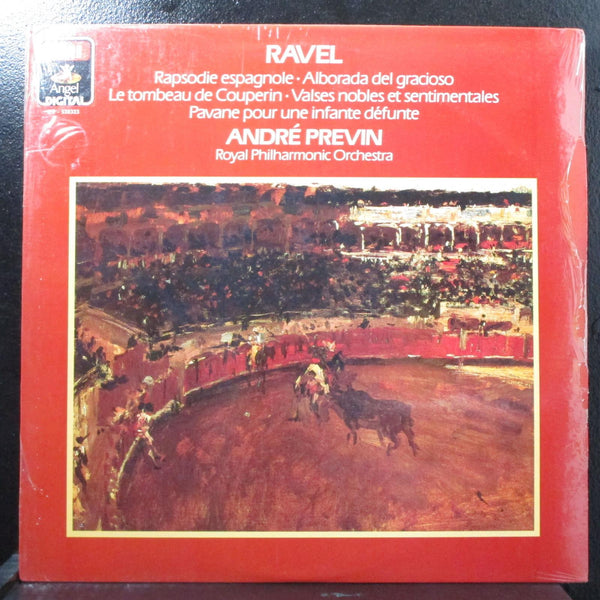 RAVEL
Rapsodie espagnole · Alborada del gracioso
Le tombeau de Couperin · Valses nobles et sentimentales
Pavane pour une infante défunte
ANDRÉ PREVIN
Royal Philharmonic Orchestra
Angel
DIGITAL